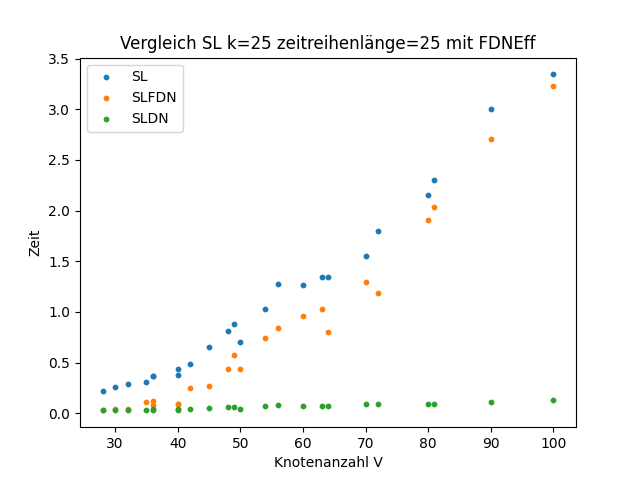 Vergleich SL k=25 zeitreihenlänge=25 mit FDNEff
3.5
3.0
2.5
2.0
1.5
1.0
0.5
0.0
Zeit
SL
SLFDN
SLDN
30 40 50 60 70 80 90 100
Knotenanzahl V